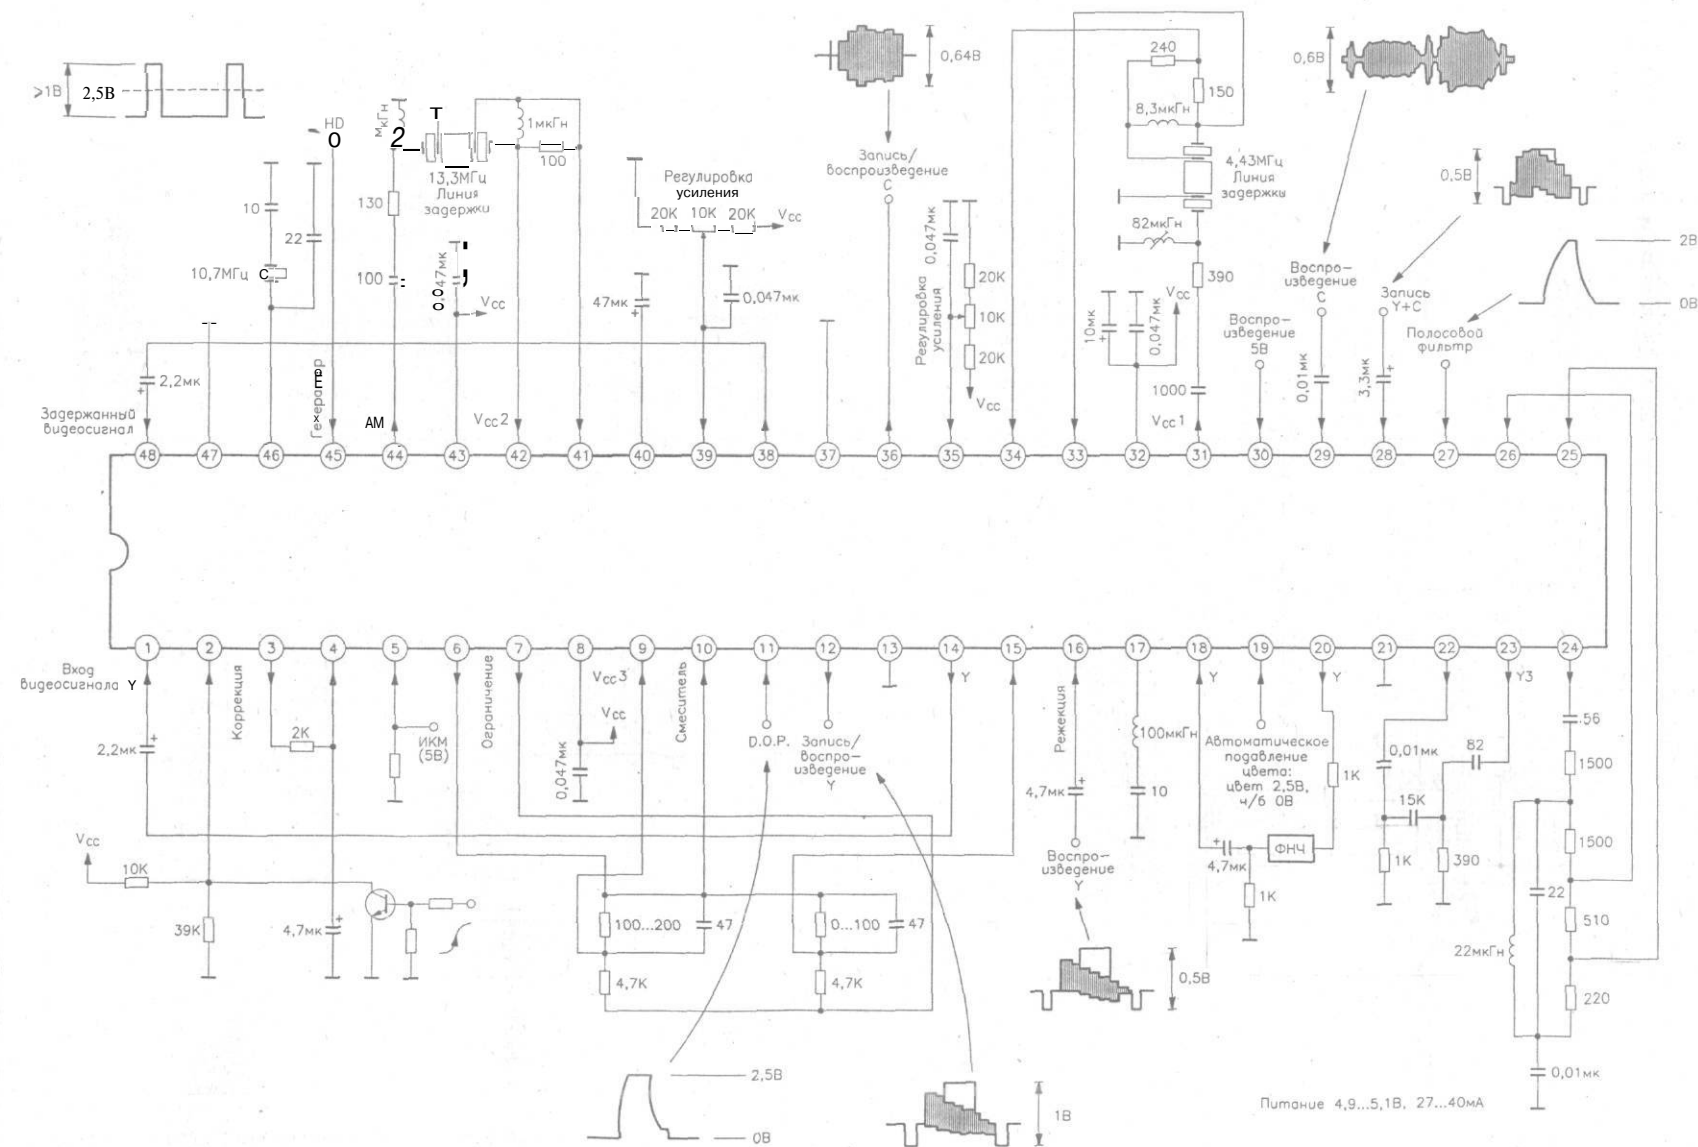 ≥1В
2,5В
HD
0
мкГн
2
T
1мкГн
100
13,3МГц
Линия
задержки
130
100
10
22
10,7МГц
С
0,047мк
Vcc
Регулировка
усиления
20К
10К
20К
Vcc
47мк
0,047мк
0,64В
Запись/
воспроизведение
С
0,047мк
Регулировка
усиления
20К
10К
20К
Vcc
240
150
8,3мкГн
4,43МГц
Линия
задержки
82мкГн
390
10мк
0,047мк
Vcc
1000
Vcc1
0,6В
0,5В
2В
0В
Воспро-
изведение
5В
Воспро-
изведение
С
0,01мк
Запись
Y+С
3,3мк
+
Полосовой
фильтр
2,2мк
+
Задержанный
видеосигнал
АМ
Vcc2
48
47
46
45
44
43
42
41
40
39
38
37
36
35
34
33
32
31
30
29
28
27
26
25
1
2
3
4
5
6
7
8
9
10
11
12
13
14
15
16
17
18
19
20
21
22
23
24
Вход
видеосигнала Y
Коррекция
2К
ИКМ
(5В)
Ограничение
Vcc3
Vcc
0,047мк
Смеситель
D.O.P.
Запись/
воспро-
изведение
Y
Y
Режекция
4,7мк
+
Воспро-
изведение
Y
100мкГн
10
Y
Автоматическое
подавление
цвета:
цвет 2,5В,
ч/б 0В
Y
1К
ФНЧ
4,7мк
+
1К
0,01мк
82
15К
1К
390
Y3
56
1500
1500
22
510
22мкГн
220
0,01мк
2,2мк
+
Vcc
10К
39К
4,7мк
+
100...200
47
4,7К
0...100
47
4,7К
0,5В
2,5В
0В
1В
Питание 4,9...5,1В, 27...40мА